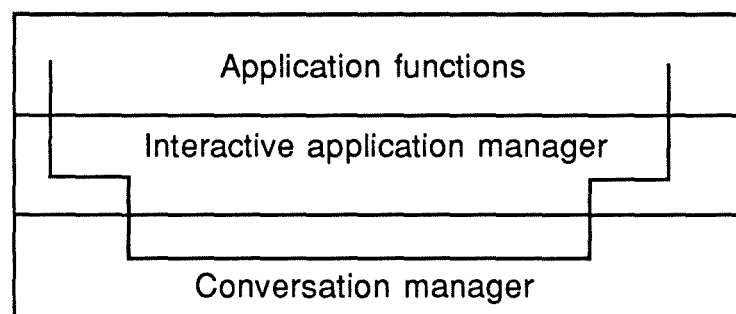 Application functions
Interactive application manager
Conversation manager